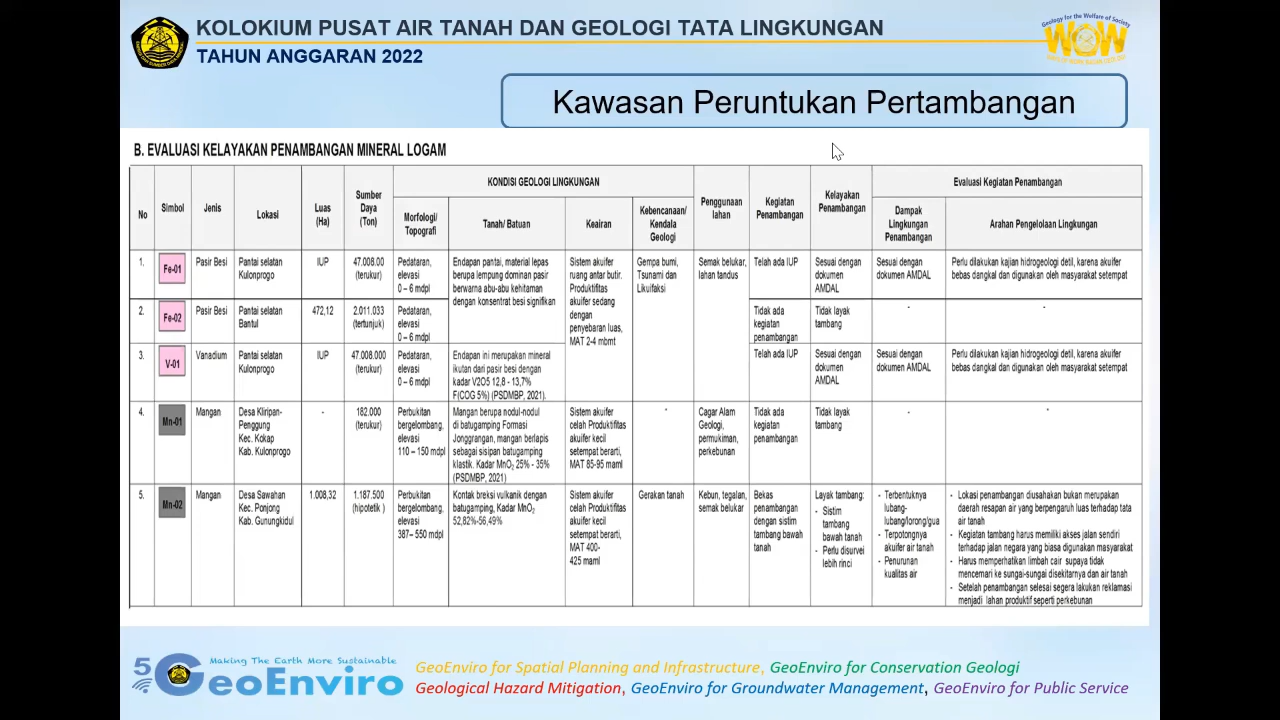 KOLOKIUM PUSAT AIR TANAH DAN GEOLOGI TATA LINGKUNGAN
TAHUN ANGGARAN 2022
Geology for the Welfare of Society
WOW
Kawasan Peruntukan Pertambangan
B. EVALUASI KELAYAKAN PENAMBANGAN MINERAL LOGAM
No
Simbol
Jenis
Lokasi
Luas
(Ha)
Sumber
Daya
(Ton)
KONDISI GEOLOGI LINGKUNGAN
Morfologi/
Topografi
Tanah/ Batuan
Keairan
Kebencanaan/
Kendala
Geologi
Penggunaan
lahan
Kegiatan
Penambangan
Kelayakan
Penambangan
Evaluasi Kegiatan Penambangan
Dampak
Lingkungan
Penambangan
Arahan Pengelolaan Lingkungan
1.
Fe-01
Pasir Besi
Pantai selatan
Kulonprogo
IUP
47.008.00
(terukur)
Pedataran,
elevasi
0 – 6 mdpl
Endapan pantai, material lepas
berupa lempung dominan pasir
berwarna abu-abu kehitaman
dengan konsentrat besi signifikan
Sistem akuifer
ruang antar butir.
Produktifitas
akuifer sedang
dengan
penyebaran luas,
MAT 2-4 mbmt
Gempa bumi,
Tsunami dan
Likuifaksi
Semak belukar,
lahan tandus
Telah ada IUP
Sesuai dengan
dokumen
AMDAL
Sesuai dengan
dokumen AMDAL
Perlu dilakukan kajian hidrogeologi detil, karena akuifer
bebas dangkal dan digunakan oleh masyarakat setempat
2.
Fe-02
Pasir Besi
Pantai selatan
Bantul
472,12
2.011.033
(tertunjuk)
Pedataran,
elevasi
0 – 6 mdpl
Tidak ada
kegiatan
penambangan
Tidak layak
tambang
-
-
3.
V-01
Vanadium
Pantai selatan
Kulonprogo
IUP
47.008.000
(terukur)
Pedataran,
elevasi
0 – 6 mdpl
Endapan ini merupakan mineral
ikutan dari pasir besi dengan
kadar V2O5 12,8 - 13,7%
F(COG 5%) (PSDMBP, 2021).
Telah ada IUP
Sesuai dengan
dokumen
AMDAL
Sesuai dengan
dokumen AMDAL
Perlu dilakukan kajian hidrogeologi detil, karena akuifer
bebas dangkal dan digunakan oleh masyarakat setempat
4.
Mn-01
Mangan
Desa Kliripan-
Penggung
Kec. Kokap
Kab. Kulonprogo
-
182.000
(terukur)
Perbukitan
bergelombang,
elevasi
110 – 150 mdpl
Mangan berupa nodul-nodul
di batugamping Formasi
Jonggrangan, mangan berlapis
sebagai sisipan batugamping
klastik. Kadar MnO2 25% - 35%
(PSDMBP, 2021)
Sistem akuifer
celah Produktifitas
akuifer kecil
setempat berarti,
MAT 85-95 maml
-
Cagar Alam
Geologi,
permukiman,
perkebunan
Tidak ada
kegiatan
penambangan
Tidak layak
tambang
-
-
5.
Mn-02
Mangan
Desa Sawahan
Kec. Ponjong
Kab. Gunungkidul
1.008,32
1.187.500
(hipotetik )
Perbukitan
bergelombang,
elevasi
387– 550 mdpl
Kontak breksi vulkanik dengan
batugamping, Kadar MnO2
52,82%-56,49%
Sistem akuifer
celah Produktifitas
akuifer kecil
setempat berarti,
MAT 400-
425 maml
Gerakan tanah
Kebun, tegalan,
semak belukar
Bekas
penambangan
dengan sistim
tambang bawah
tanah
Layak tambang:
- Sistim
tambang
bawah tanah
- Perlu disurvei
lebih rinci
- Terbentuknya
lubang-
lubang/lorong/gua
- Terpotongnya
akuifer air tanah
- Penurunan
kualitas air
- Lokasi penambangan diusahakan bukan merupakan
daerah resapan air yang berpengaruh luas terhadap tata
air tanah
- Kegiatan tambang harus memiliki akses jalan sendiri
terhadap jalan negara yang biasa digunakan masyarakat
- Harus memperhatikan limbah cair supaya tidak
mencemari ke sungai-sungai disekitarnya dan air tanah
- Setelah penambangan selesai segera lakukan reklamasi
menjadi lahan produktif seperti perkebunan
Making The Earth More Sustainable
5 GeoEnviro
GeoEnviro for Spatial Planning and Infrastructure, GeoEnviro for Conservation Geologi
Geological Hazard Mitigation, GeoEnviro for Groundwater Management, GeoEnviro for Public Service